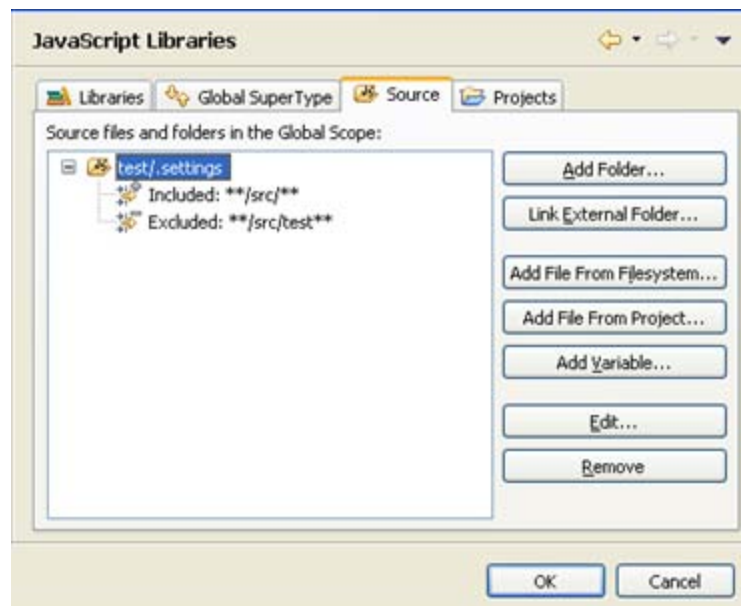 JavaScript Libraries
Libraries Global SuperType Source Projects
Source files and folders in the Global Scope:
test/.settings
Included: **/src/**
Excluded: **/src/test**
Add Folder...
Link External Folder...
Add File From Filesystem...
Add File From Project...
Add Variable...
Edit...
Remove
OK Cancel